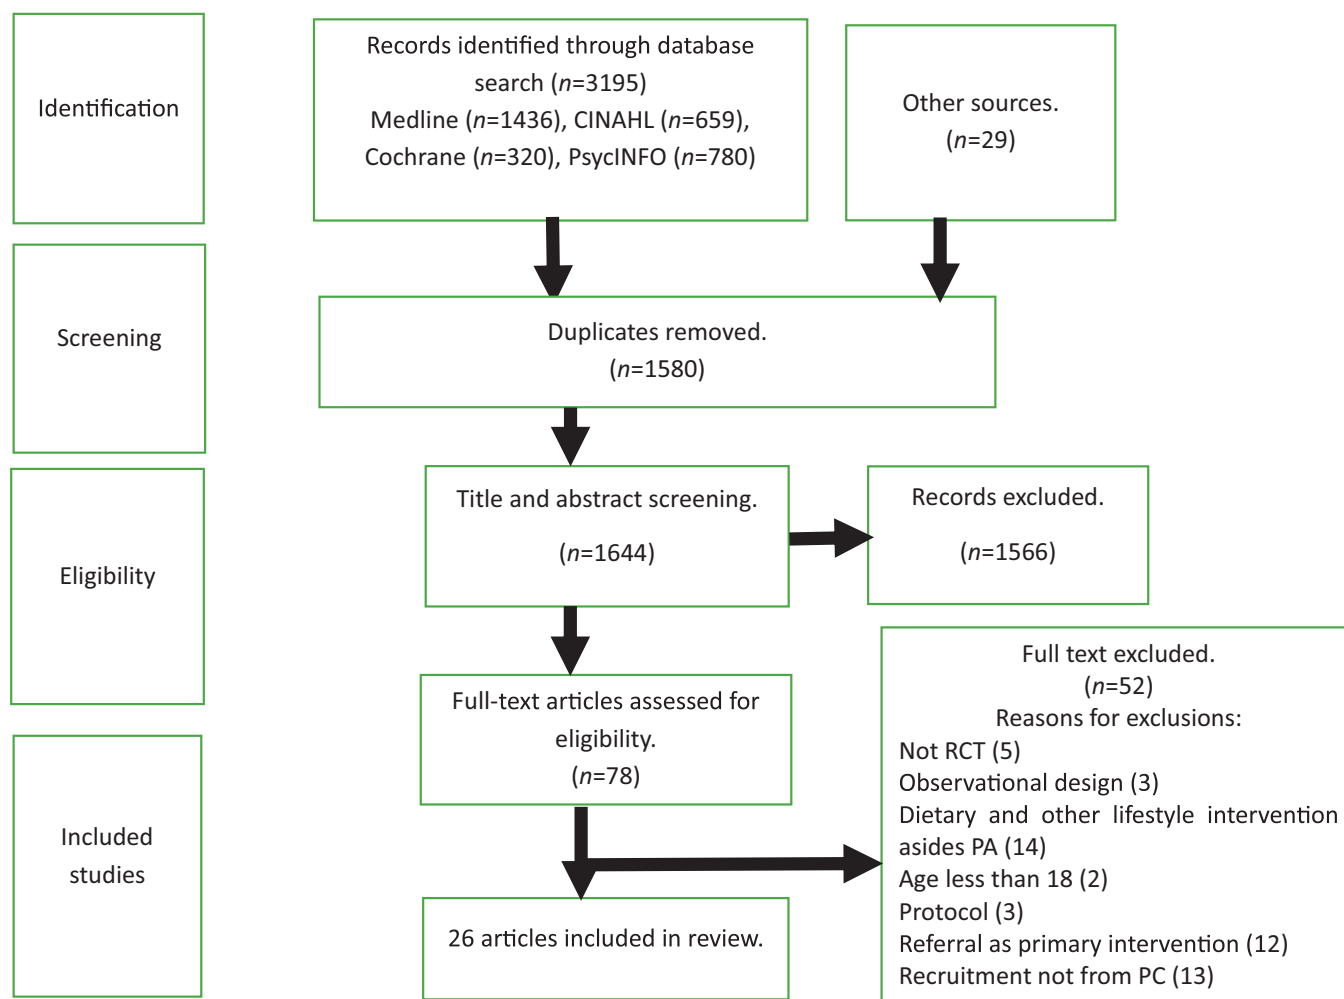 Identification
Records identified through database
search (n=3195)
Medline (n=1436), CINAHL (n=659),
Cochrane (n=320), PsycINFO (n=780)
Other sources.
(n=29)
Screening
Duplicates removed.
(n=1580)
Eligibility
Title and abstract screening.
(n=1644)
Records excluded.
(n=1566)
Full-text articles assessed for
eligibility.
(n=78)
Full text excluded.
(n=52)
Reasons for exclusions:
Not RCT (5)
Observational design (3)
Dietary and other lifestyle intervention
asides PA (14)
Age less than 18 (2)
Protocol (3)
Referral as primary intervention (12)
Recruitment not from PC (13)
Included
studies
26 articles included in review.